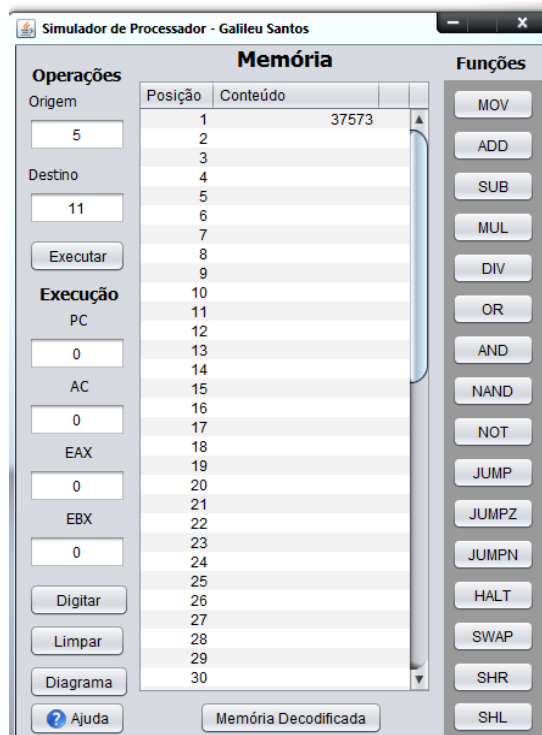 Simulador de Processador - Galileu Santos
Operações
Origem
5
Destino
11
Executar
Execução
PC
0
AC
0
EAX
0
EBX
0
Digitar
Limpar
Diagrama
Ajuda
Memória
Posição Conteúdo
1 37573
2
3
4
5
6
7
8
9
10
11
12
13
14
15
16
17
18
19
20
21
22
23
24
25
26
27
28
29
30
Memória Decodificada
Funções
MOV
ADD
SUB
MUL
DIV
OR
AND
NAND
NOT
JUMP
JUMPZ
JUMPN
HALT
SWAP
SHR
SHL